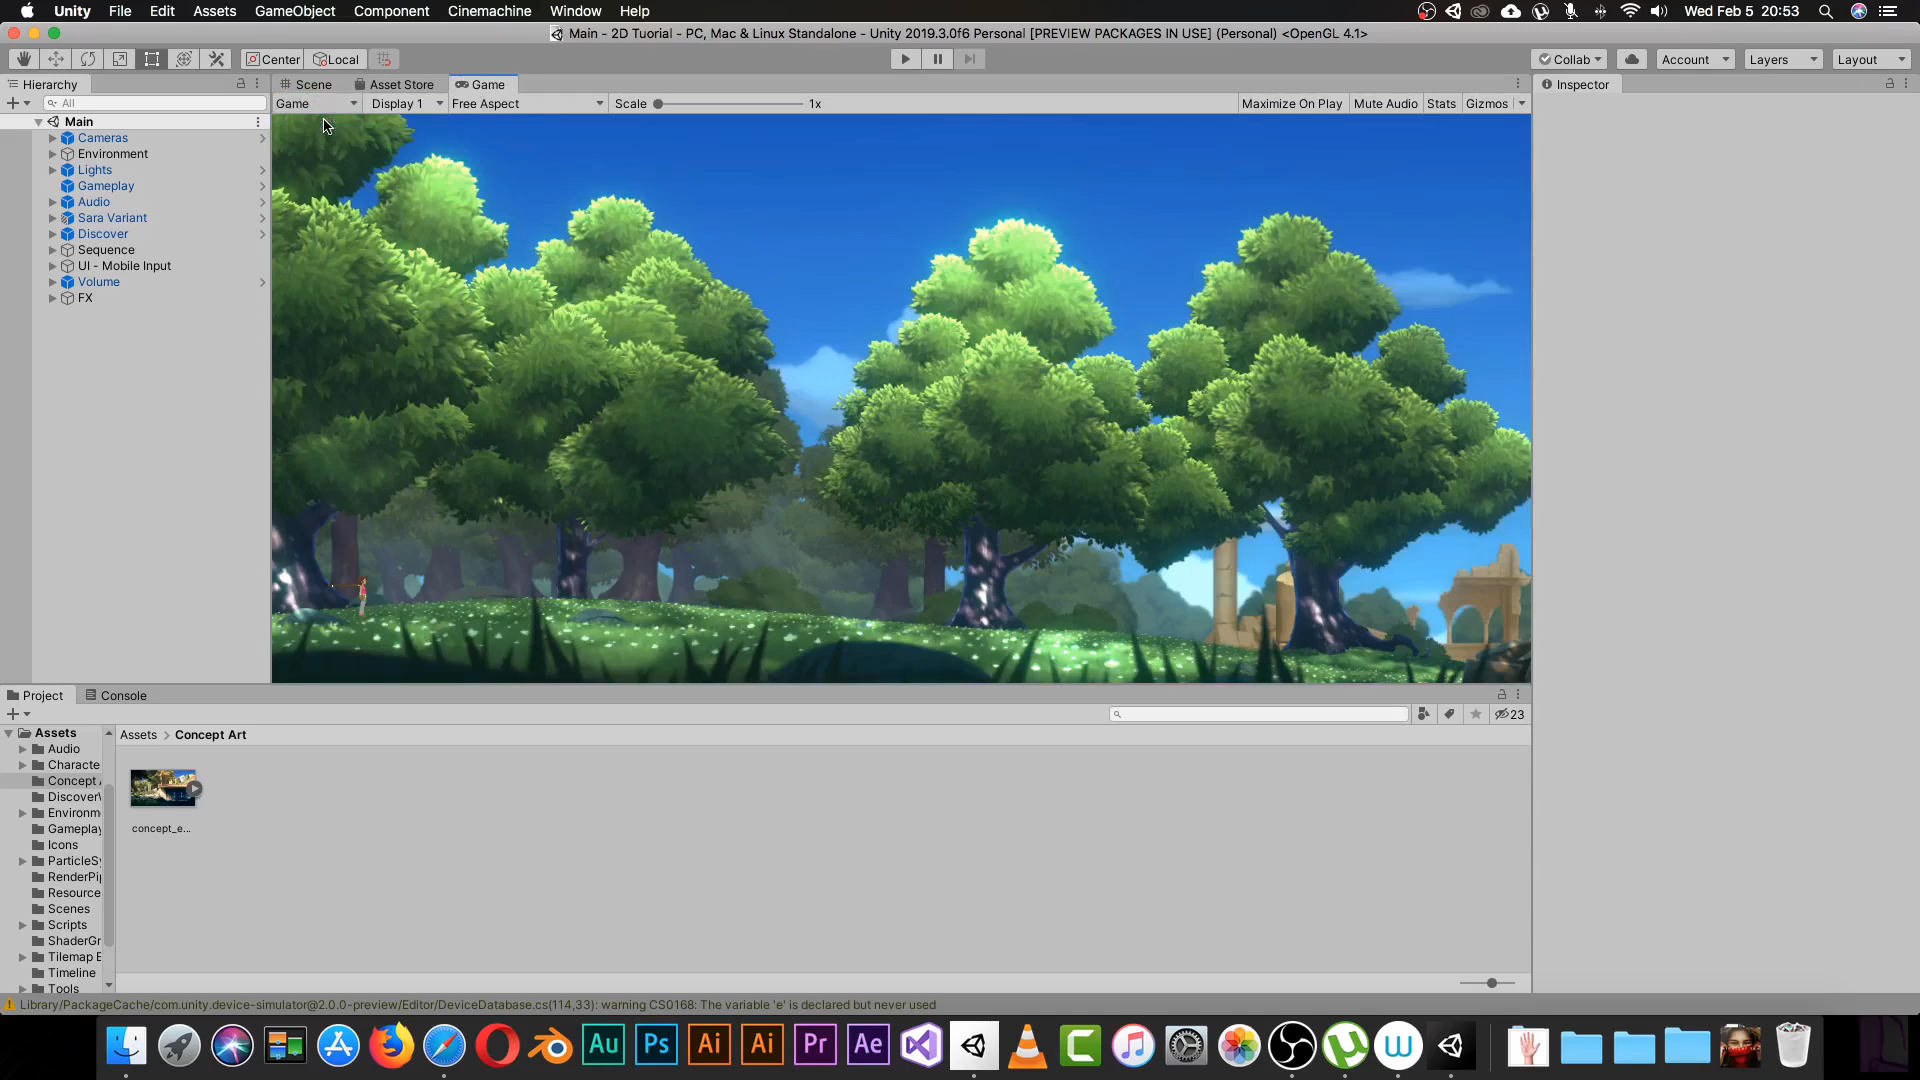 Unity File Edit Assets GameObject Component Cinemachine Window Help Wed Feb 5 20:53
Main - 2D Tuorial - PC, Mac & Linux Standalone - Unity 2019.3.0f6 Personal [PREVIEW PACKAGES IN USE] (Personal) <OpenGL 4.1>
Center Local Collab Account Layers Layout
Hierarchy Scene Asset Store Game Inspector
All Game Display 1 Free Aspect Scale 1x Maximize On Play Mute Audio Stats Gizmos
Main
Cameras
Environment
Lights
Gameplay
Audio
Sara Variant
Discover
Sequence
UI - Mobile Input
Volume
FX
Project Console
23
Assets
Assets > Concept Art
Audio
Characte
Concept
Discover
Environm
Gameplay
Icons
ParticleSy
RenderPi
Resource
Scenes
Scripts
ShaderGr
Tilemap E
Timeline
Tools
concept_e...
Library/PackageCache/com.unity.device-simulator@2.0.0-preview/Editor/DeviceDatabase.cs(114,33): warning CS0168: The variable 'e' is declared but never used
Au Ps Ai Ai Pr Ae